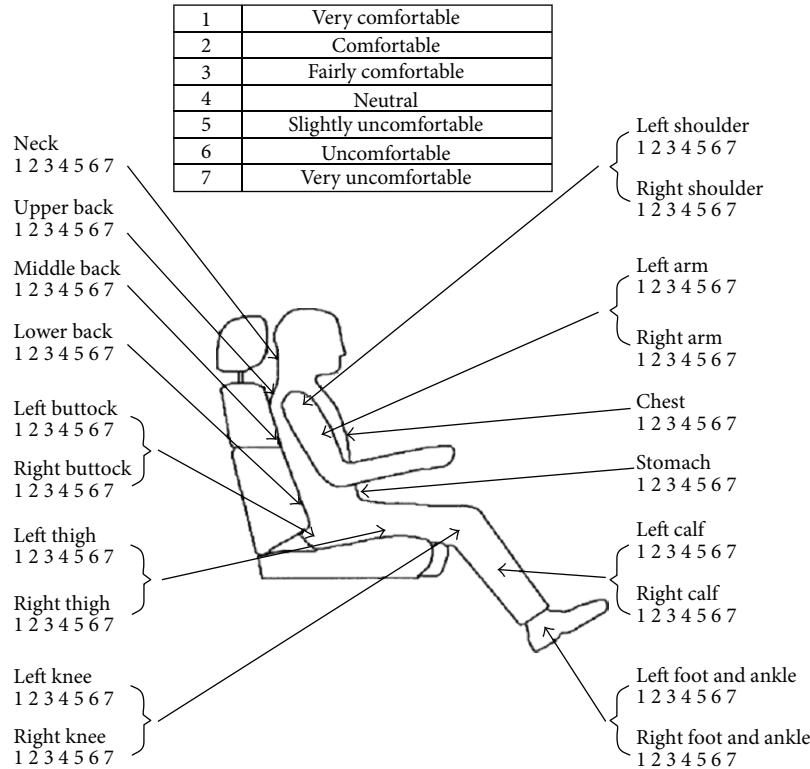 1 Very comfortable
2 Comfortable
3 Fairly comfortable
4 Neutral
5 Slightly uncomfortable
6 Uncomfortable
7 Very uncomfortable
Neck
1 2 3 4 5 6 7
Upper back
1 2 3 4 5 6 7
Middle back
1 2 3 4 5 6 7
Lower back
1 2 3 4 5 6 7
Left buttock
1 2 3 4 5 6 7
Right buttock
1 2 3 4 5 6 7
Left thigh
1 2 3 4 5 6 7
Right thigh
1 2 3 4 5 6 7
Left knee
1 2 3 4 5 6 7
Right knee
1 2 3 4 5 6 7
Left shoulder
1 2 3 4 5 6 7
Right shoulder
1 2 3 4 5 6 7
Left arm
1 2 3 4 5 6 7
Right arm
1 2 3 4 5 6 7
Chest
1 2 3 4 5 6 7
Stomach
1 2 3 4 5 6 7
Left calf
1 2 3 4 5 6 7
Right calf
1 2 3 4 5 6 7
Left foot and ankle
1 2 3 4 5 6 7
Right foot and ankle
1 2 3 4 5 6 7